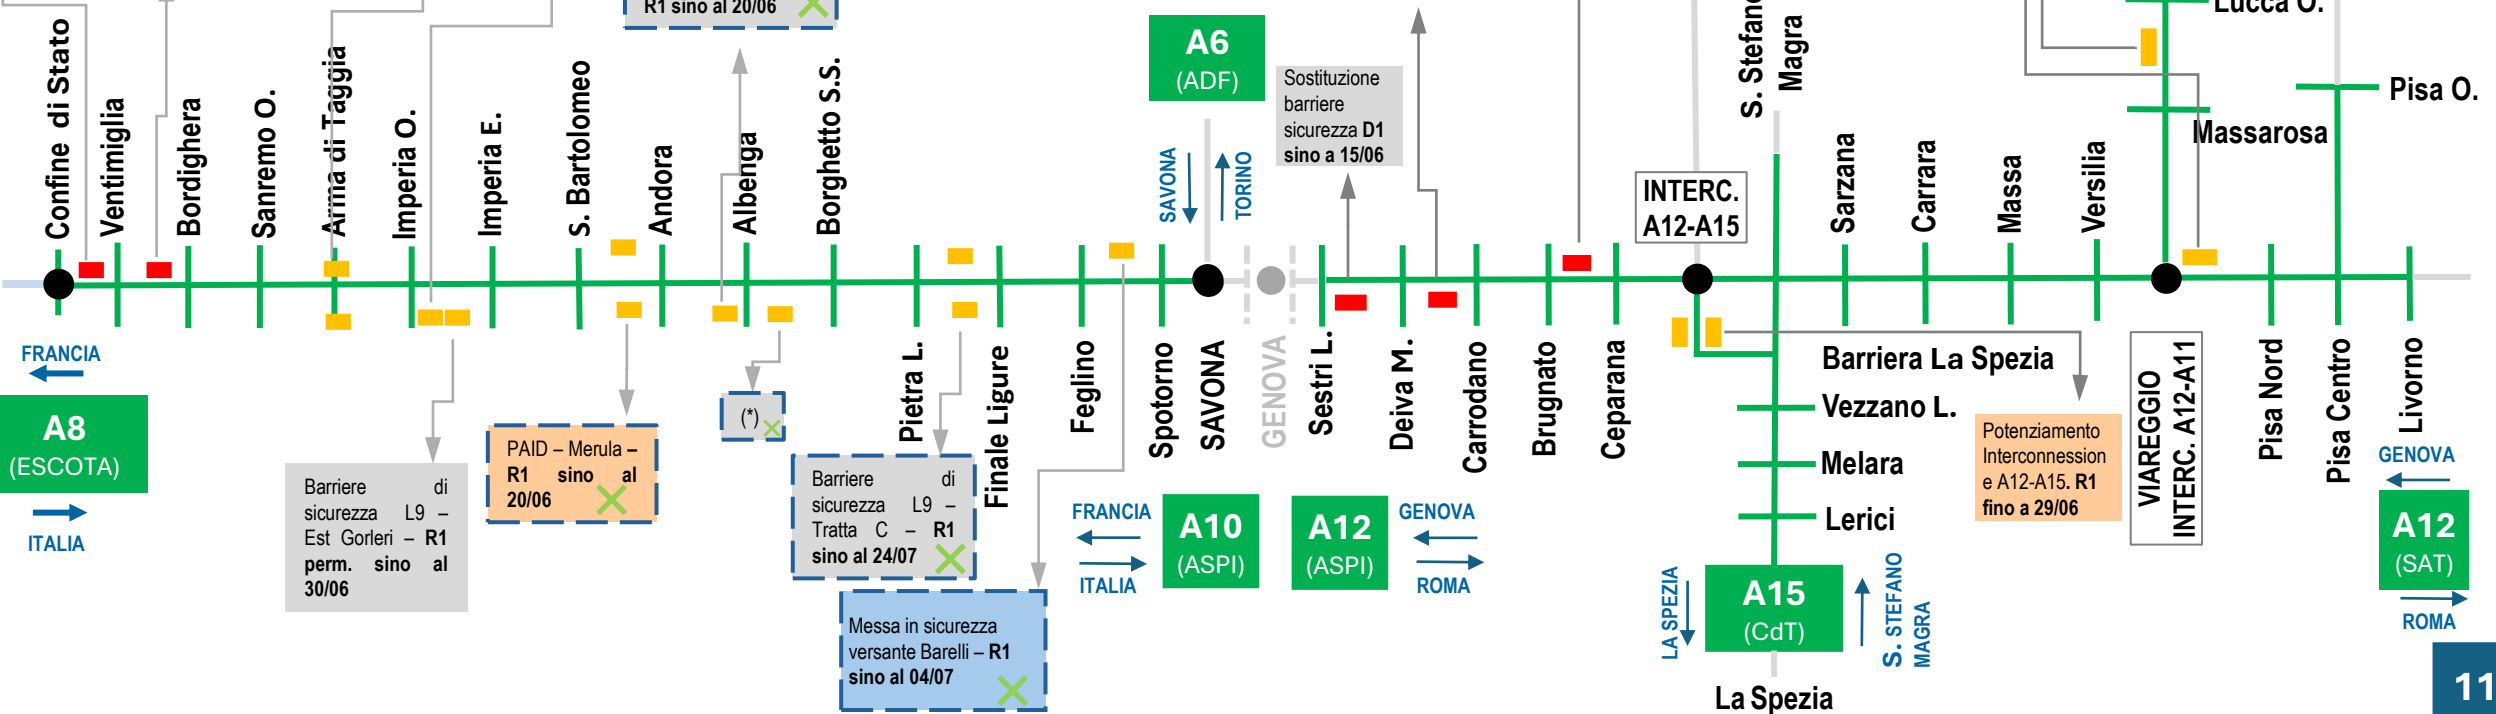 R1 sino al 20/06
Lucca O.
Confine di Stato
Ventimiglia
Bordighera
Sanremo O.
Arma di Taggia
Imperia O.
Imperia E.
S. Bartolomeo
Andora
Albenga
Borghetto S.S.
A6
(ADF)
SAVONA
TORINO
Sostituzione
barriere
sicurezza D1
sino a 15/06
S. Stefano
Magra
INTERC.
A12-A15
Sarzana
Carrara
Massa
Versilia
Massarosa
Pisa O.
FRANCIA
A8
(ESCOTA)
ITALIA
Barriere di
sicurezza L9 –
Est Gorleri – R1
perm. sino al
30/06
PAID – Merula –
R1 sino al
20/06
(*)
Pietra L.
Finale Ligure
Feglino
Spotorno
SAVONA
GENOVA
Sestri L.
Deiva M.
Carrodano
Brugnato
Ceparana
Barriere di
sicurezza L9 –
Tratta C – R1
sino al 24/07
Messa in sicurezza
versante Barelli – R1
sino al 04/07
FRANCIA
ITALIA
A10
(ASPI)
A12
(ASPI)
GENOVA
ROMA
Barriera La Spezia
Vezzano L.
Melara
Lerici
LA SPEZIA
A15
(CdT)
S. STEFANO
MAGRA
La Spezia
Potenziamento
Interconnession
e A12-A15. R1
fino a 29/06
VIAREGGIO
INTERC. A12-A11
Pisa Nord
Pisa Centro
Livorno
GENOVA
A12
(SAT)
ROMA
11